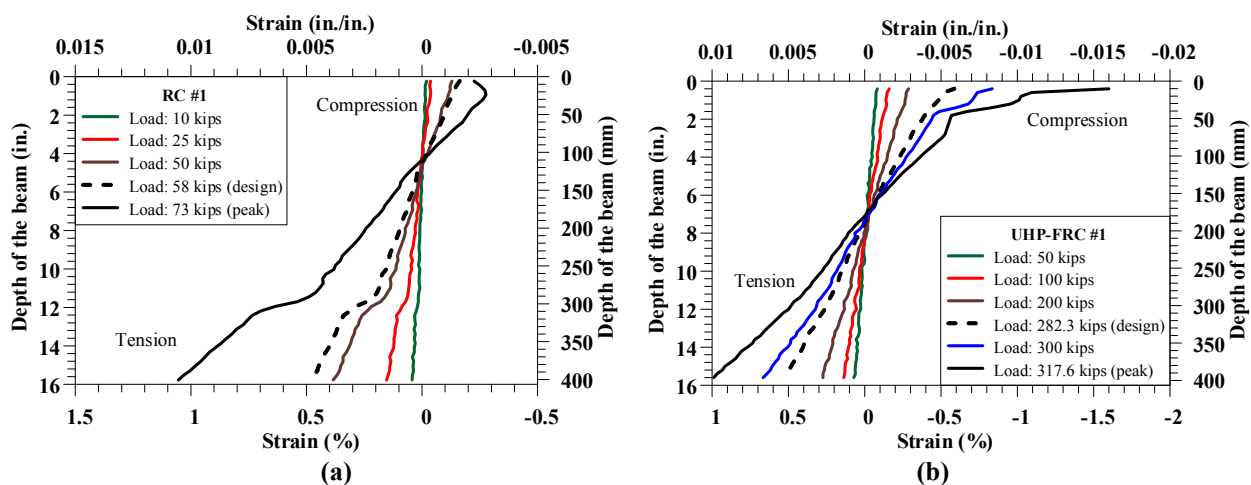 Strain (in./in.)
0.015 0.01 0.005 0 -0.005
0 2 4 6 8 10 12 14 16
Depth of the beam (in.)
RC #1
Load: 10 kips
Load: 25 kips
Load: 50 kips
Load: 58 kips (design)
Load: 73 kips (peak)
Compression
Tension
0 50 100 150 200 250 300 350 400
Depth of the beam (mm)
1.5 1 0.5 0 -0.5
Strain (%)
(a)
Strain (in./in.)
0.01 0.005 0 -0.005 -0.01 -0.015 -0.02
0 2 4 6 8 10 12 14 16
Depth of the beam (in.)
Compression
Tension
UHP-FRC #1
Load: 50 kips
Load: 100 kips
Load: 200 kips
Load: 282.3 kips (design)
Load: 300 kips
Load: 317.6 kips (peak)
0 50 100 150 200 250 300 350 400
Depth of the beam (mm)
1 0.5 0 -0.5 -1 -1.5 -2
Strain (%)
(b)